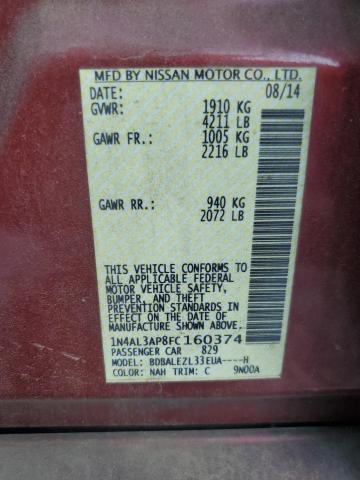 MFD BY NISSAN MOTOR CO., LTD.
DATE: 08/14
GVWR: 1910 KG
4211 LB
GAWR FR.: 1005 KG
2216 LB
GAWR RR.: 940 KG
2072 LB
THIS VEHICLE CONFORMS TO
ALL APPLICABLE FEDERAL
MOTOR VEHICLE SAFETY,
BUMPER, AND THEFT
PREVENTION STANDARDS IN
EFFECT ON THE DATE OF
MANUFACTURE SHOWN ABOVE.
1N4AL3AP8FC160374
PASSENGER CAR 829
MODEL: BDBALEZL33EUA----H
COLOR: NAH TRIM: C 9N00A